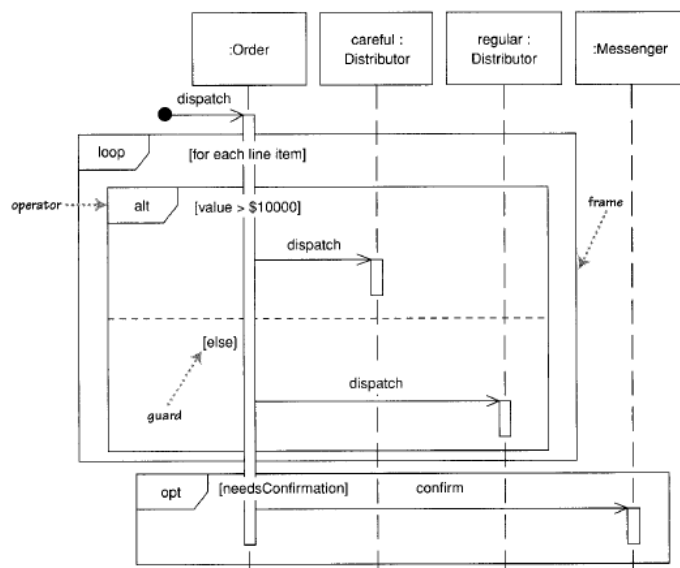 :Order
careful :
Distributor
regular :
Distributor
:Messenger
dispatch
loop
[for each line item]
operator
alt
[value > $10000]
frame
dispatch
[else}
dispatch
guard
opt
[needsConfirmation]
confirm